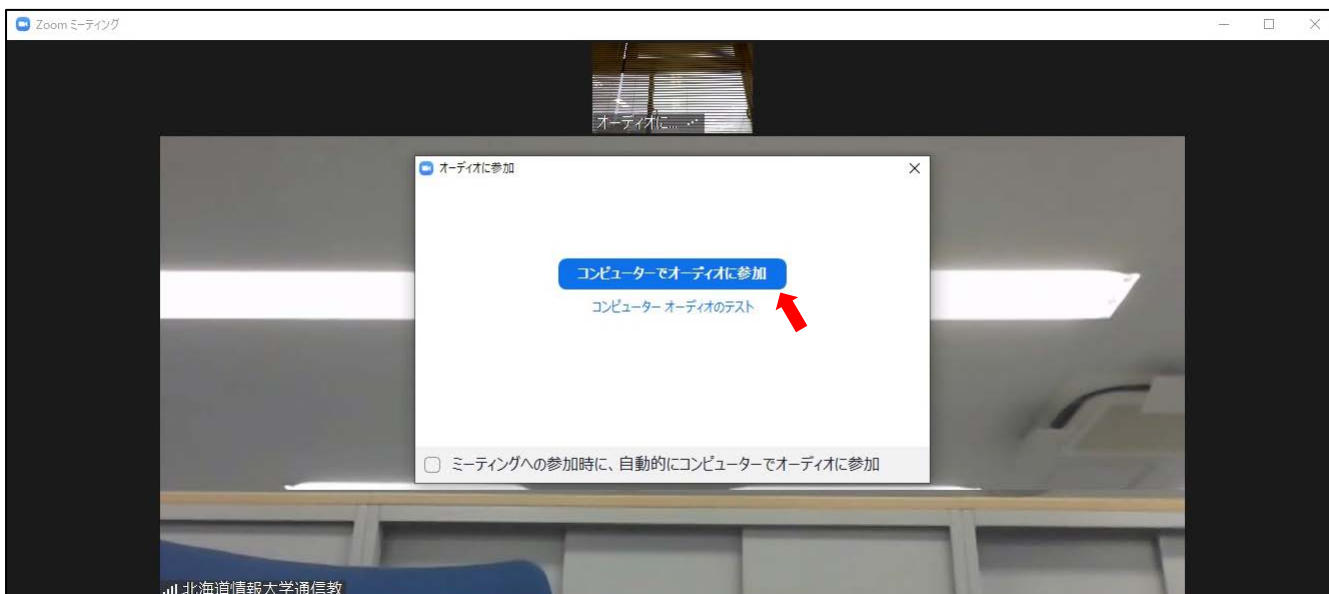 Zoom ミーティング
オーディオに... 
オーディオに参加
コンピューターでオーディオに参加
コンピューター オーディオのテスト
ミーティングへの参加時に、自動的にコンピューターでオーディオに参加
北海道情報大学通信教